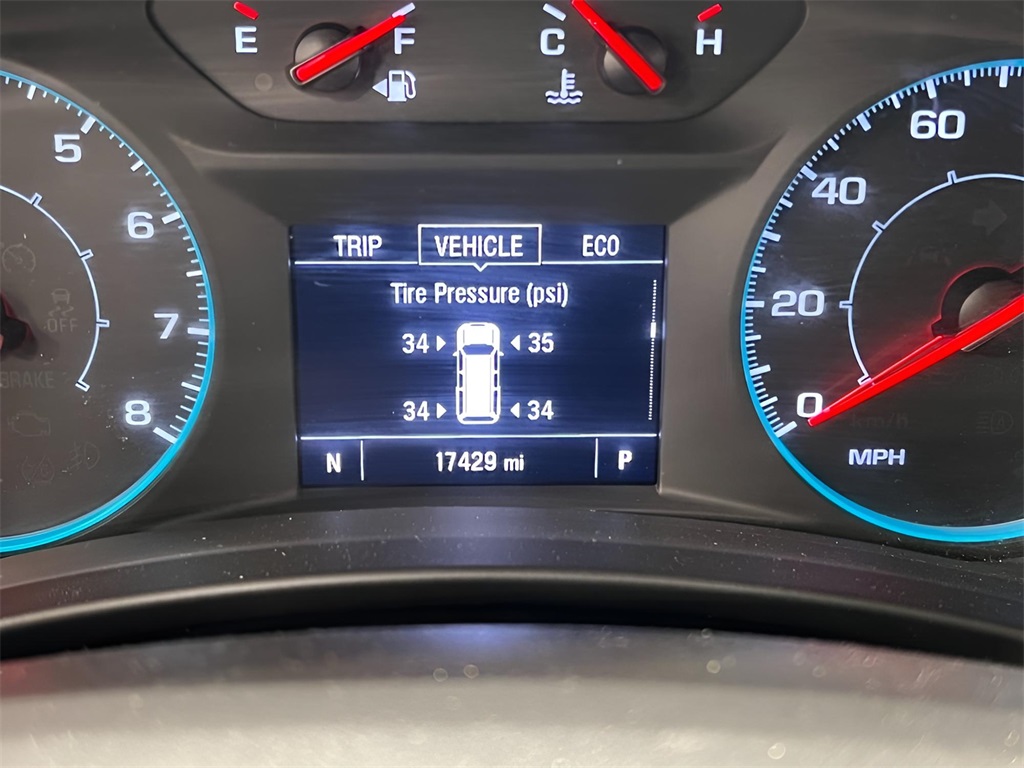 E F C H
5
6
7
8
OFF
BRAKE
TRIP VEHICLE ECO
Tire Pressure (psi)
34 35
34 34
N 17429 mi P
60
40
20
0
km/h
MPH